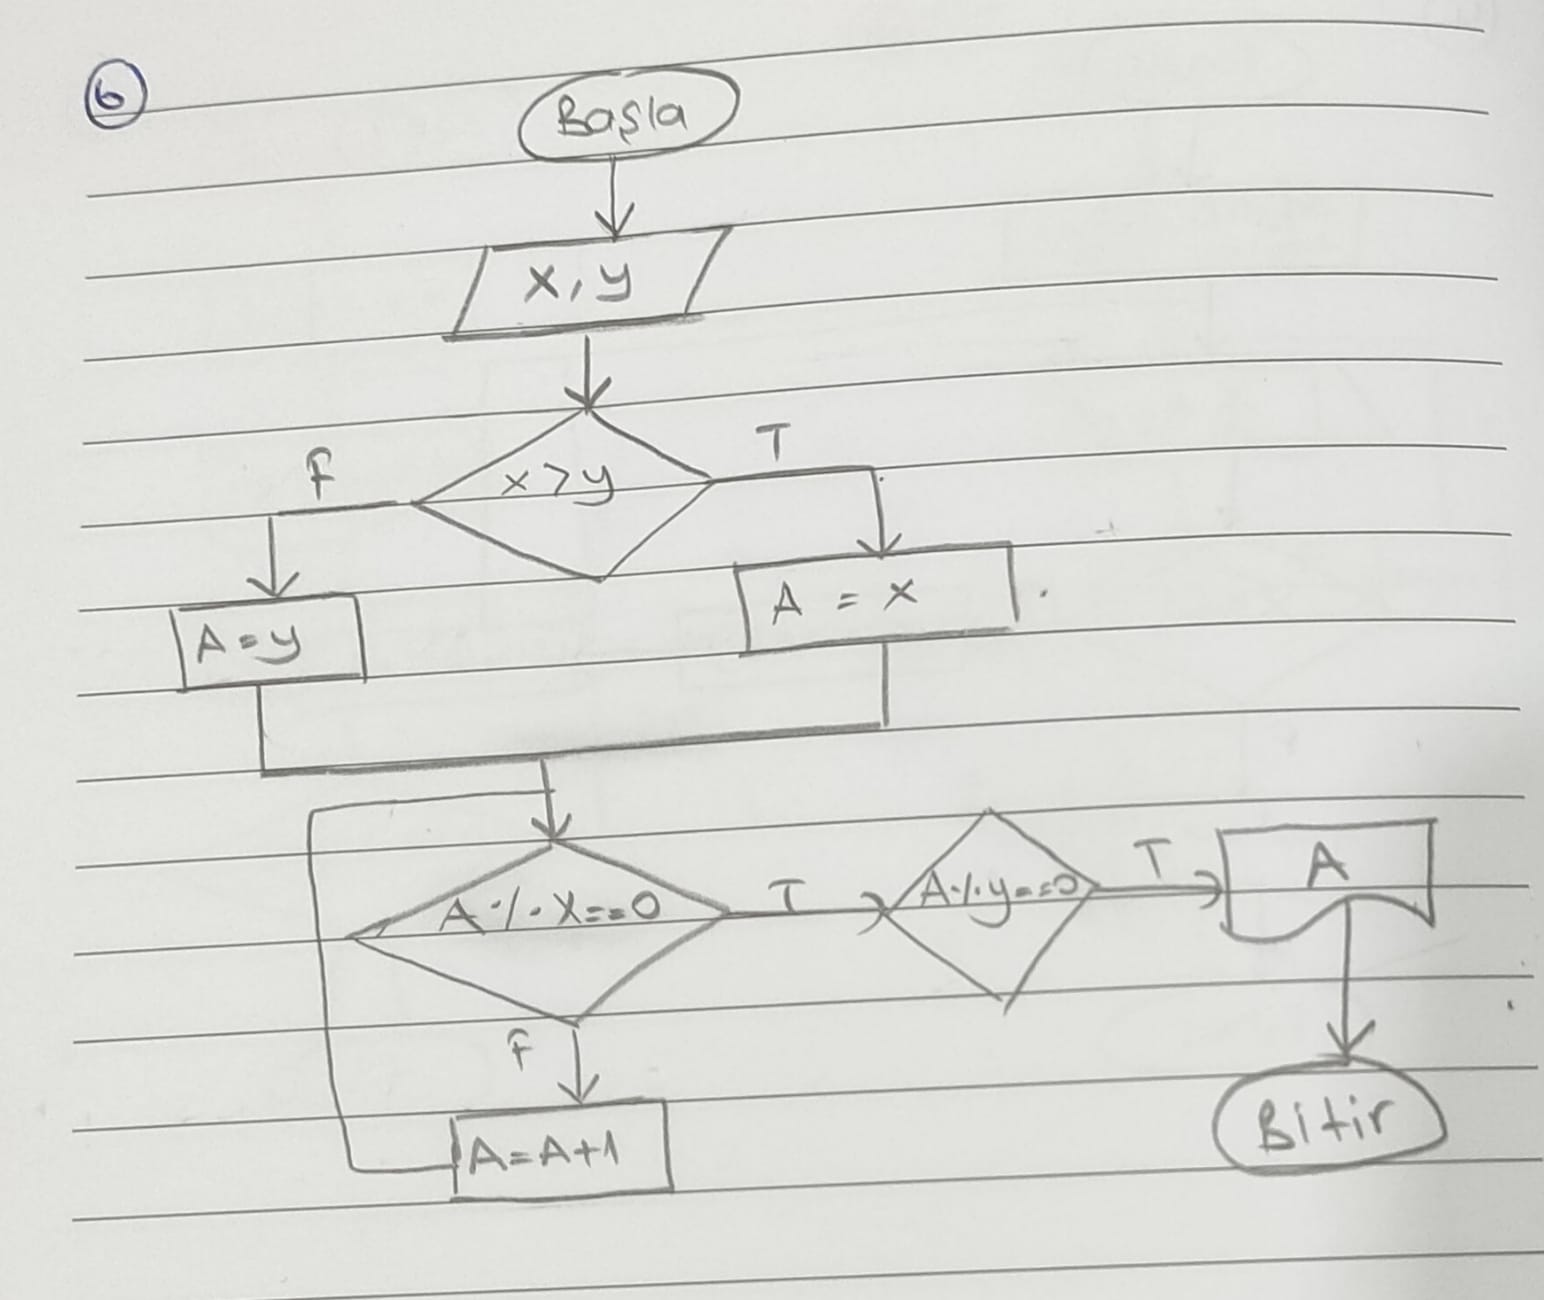 6
Başla
x, y
x>y
F
T
A=y
A = x
A % X==0
T
A%y==0
T
A
F
A=A+1
Bitir